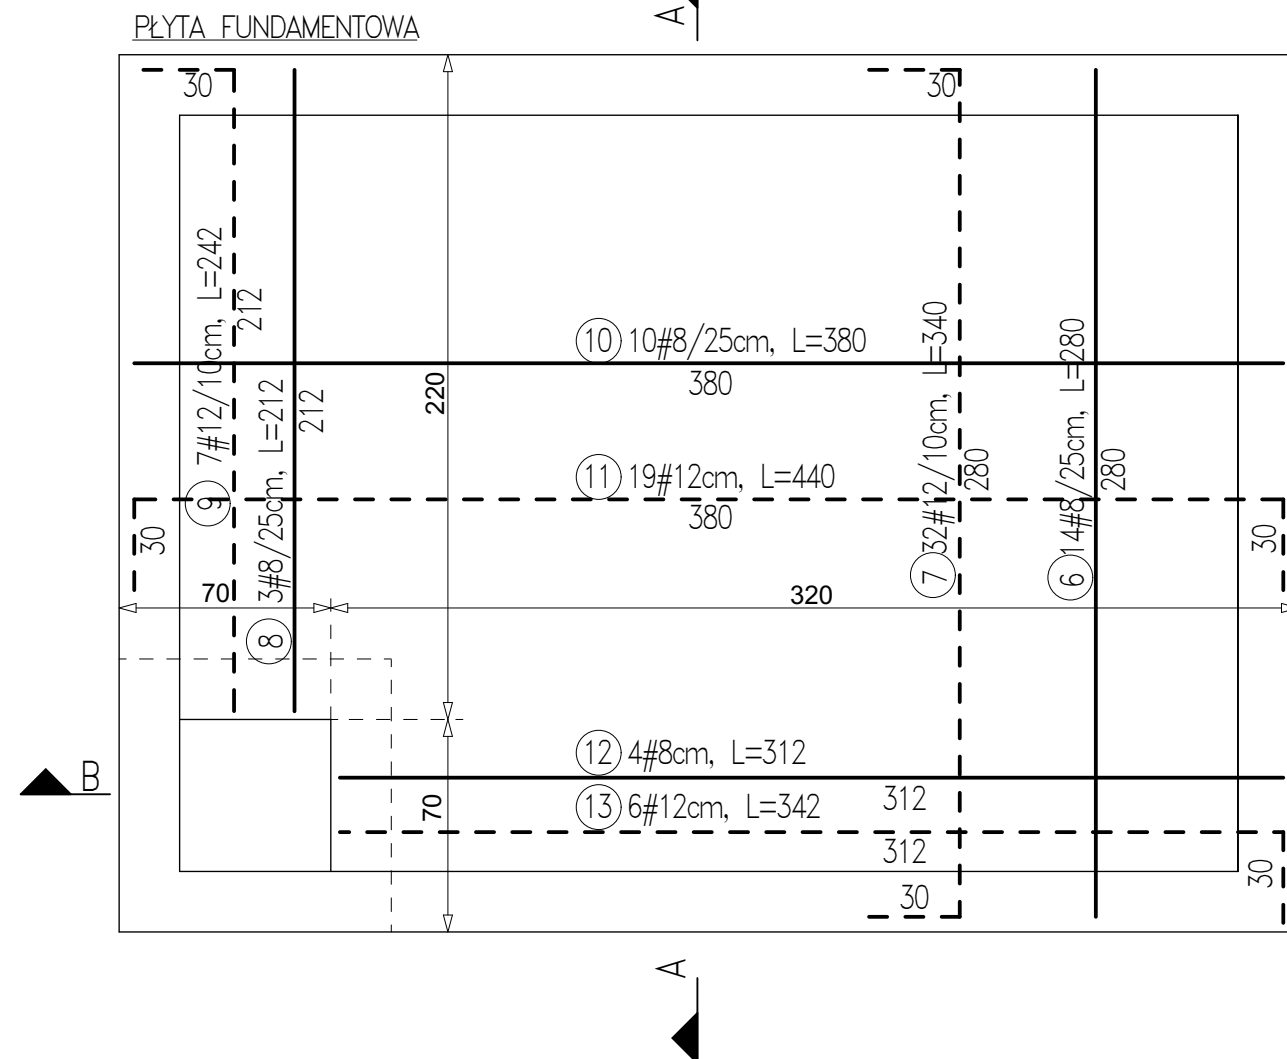 PŁYTA FUNDAMENTOWA
A
30
30
9 7#12/10cm, L=242
212
8 3#8/25cm, L=212
212
220
10 10#8/25cm, L=380
380
7 32#12/10cm, L=340
280
6 14#8/25cm, L=280
280
11 19#12cm, L=440
380
30
30
70
320
12 4#8cm, L=312
312
B
70
13 6#12cm, L=342
312
30
30
A